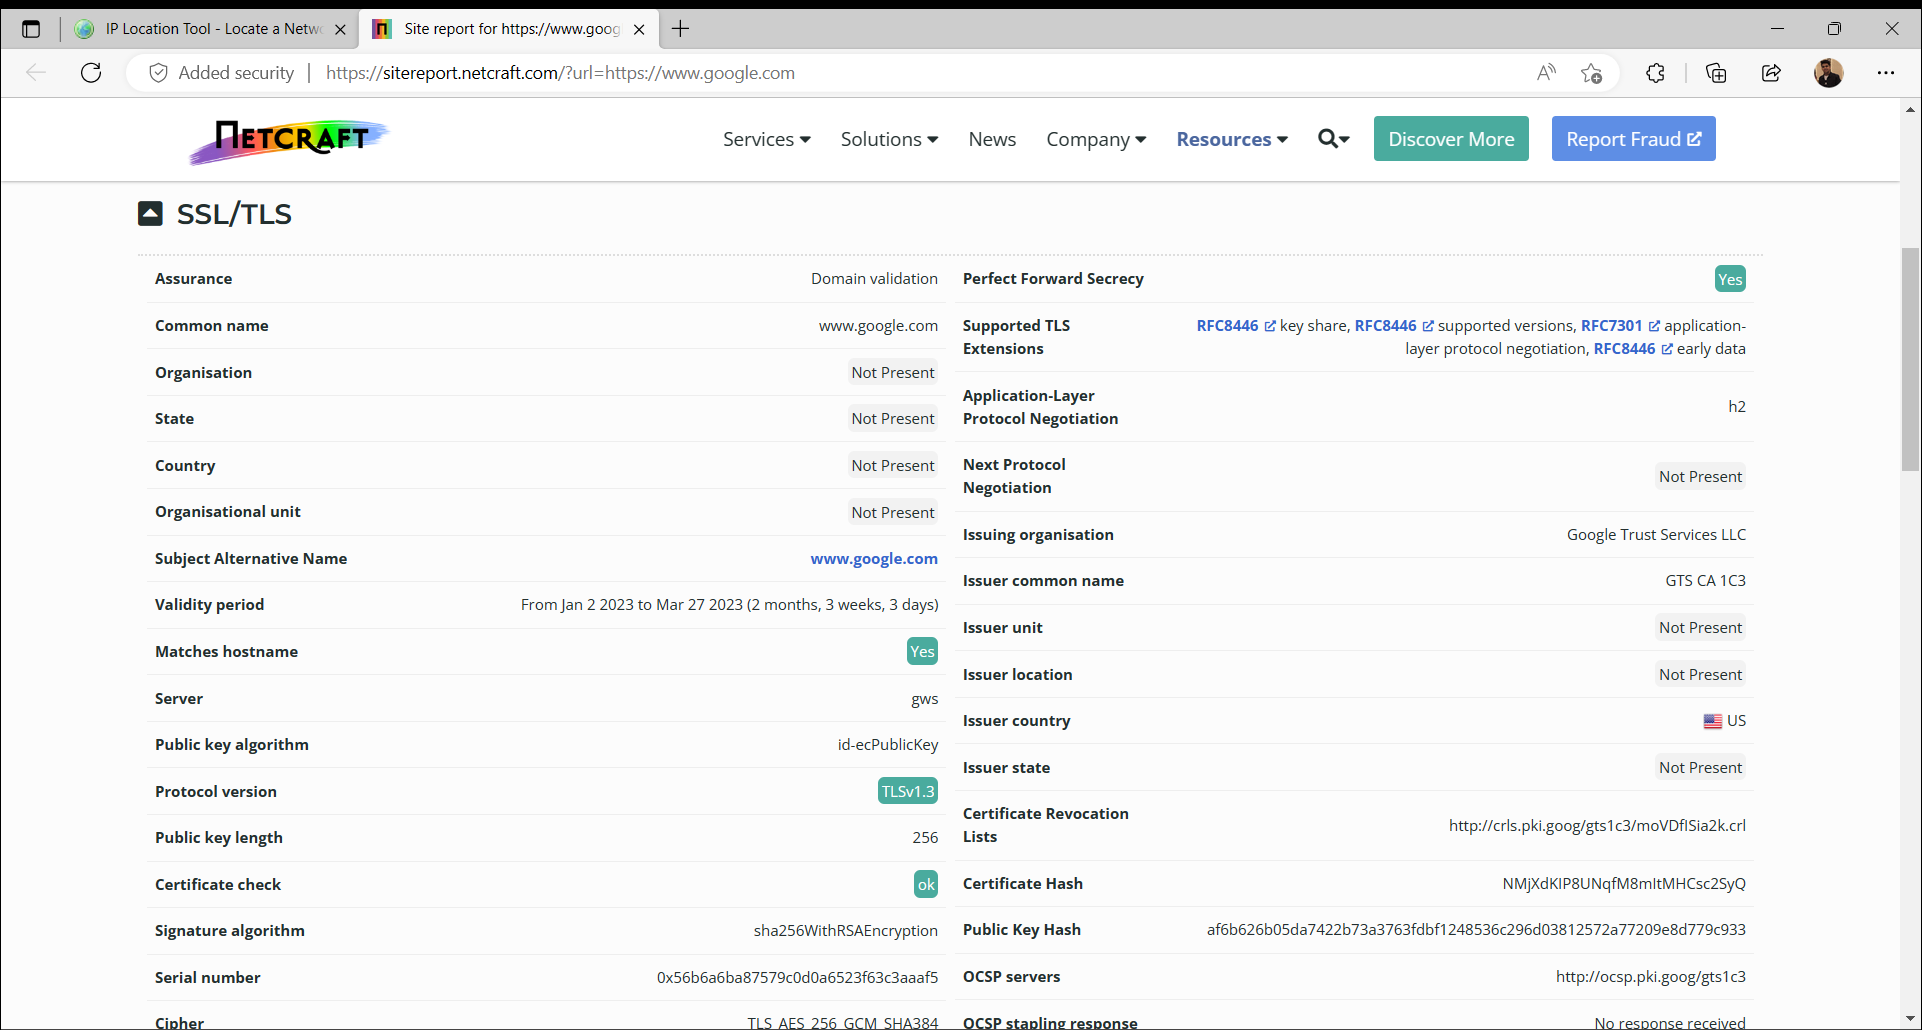 IP Location Tool - Locate a Netw
Site report for https://www.goog
Added security
https://sitereport.netcraft.com/?url=https://www.google.com
NETCRAFT
Services
Solutions
News
Company
Resources
Discover More
Report Fraud
SSL/TLS
Assurance Domain validation
Common name www.google.com
Organisation Not Present
State Not Present
Country Not Present
Organisational unit Not Present
Subject Alternative Name www.google.com
Validity period From Jan 2 2023 to Mar 27 2023 (2 months, 3 weeks, 3 days)
Matches hostname Yes
Server gws
Public key algorithm id-ecPublicKey
Protocol version TLSv1.3
Public key length 256
Certificate check ok
Signature algorithm sha256WithRSAEncryption
Serial number 0x56b6a6ba87579c0d0a6523f63c3aaaf5
Cipher TLS_AES_256_GCM_SHA384
Perfect Forward Secrecy Yes
Supported TLS
Extensions
RFC8446 key share, RFC8446 supported versions, RFC7301 application-
layer protocol negotiation, RFC8446 early data
Application-Layer
Protocol Negotiation
h2
Next Protocol
Negotiation
Not Present
Issuing organisation Google Trust Services LLC
Issuer common name GTS CA 1C3
Issuer unit Not Present
Issuer location Not Present
Issuer country US
Issuer state Not Present
Certificate Revocation
Lists
http://crls.pki.goog/gts1c3/moVDfISia2k.crl
Certificate Hash NMjXdKIP8UNqfM8mItMHCsc2SyQ
Public Key Hash af6b626b05da7422b73a3763fdbf1248536c296d03812572a77209e8d779c933
OCSP servers http://ocsp.pki.goog/gts1c3
OCSP stapling response No response received